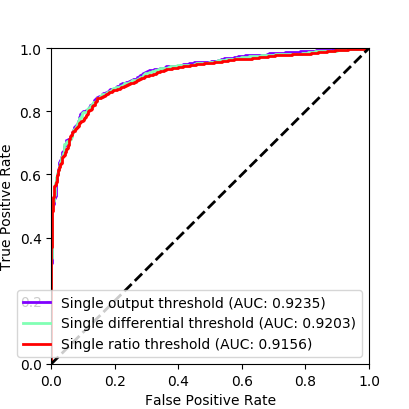 1.0
0.8
0.6
0.4
0.2
0.0
True Positive Rate
Single output threshold (AUC: 0.9235)
Single differential threshold (AUC: 0.9203)
Single ratio threshold (AUC: 0.9156)
0.0 0.2 0.4 0.6 0.8 1.0
False Positive Rate